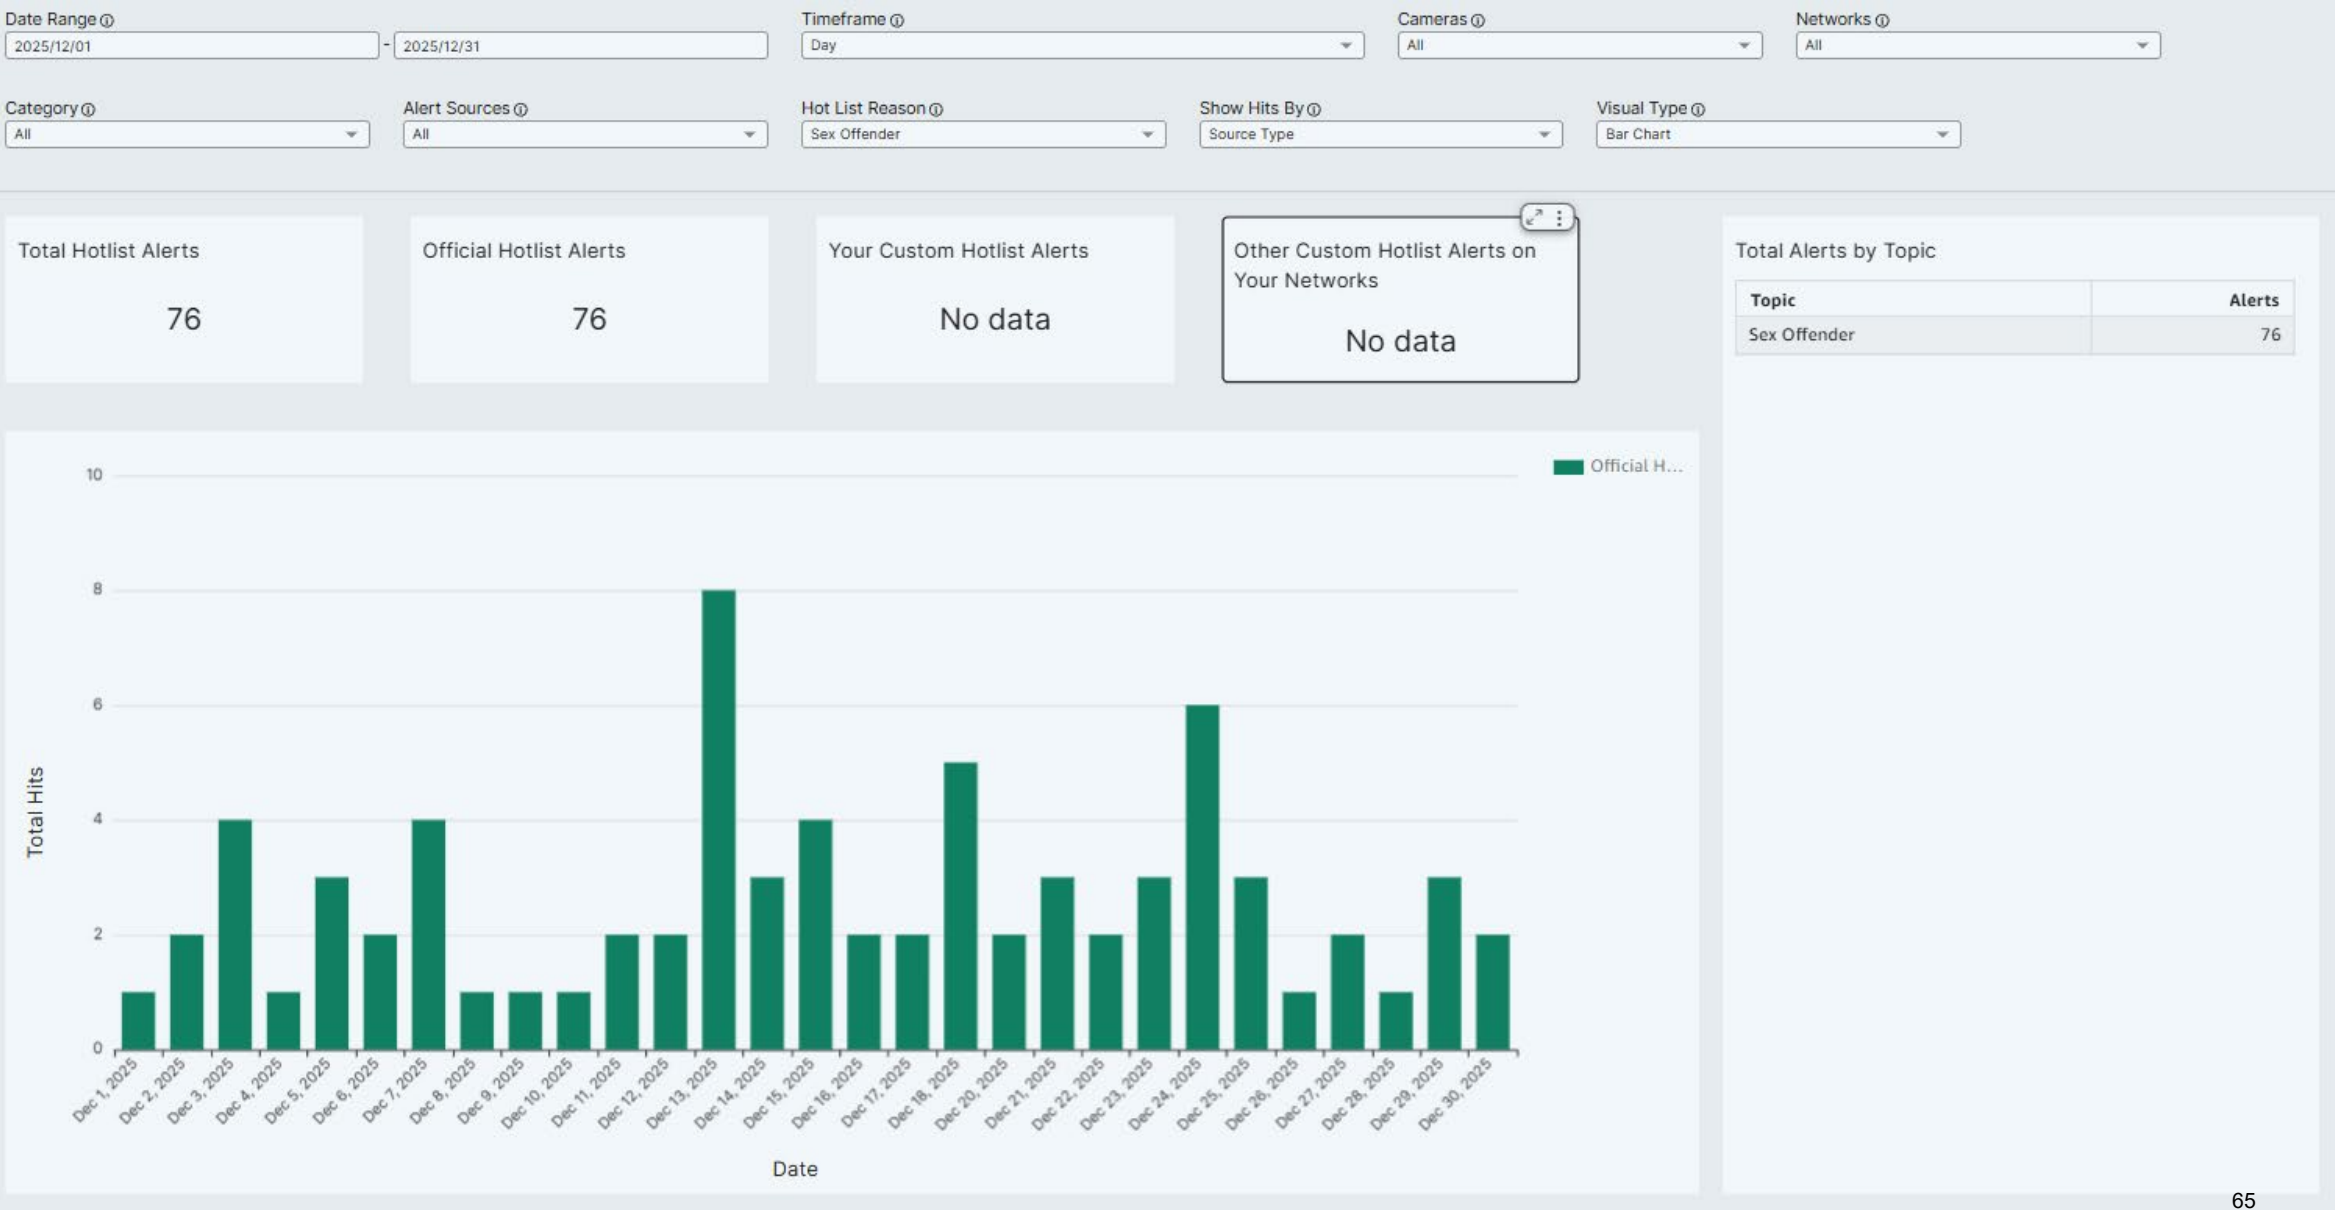 Date Range
Timeframe
Cameras
Networks
2025/12/01 - 2025/12/31
Day
All
All
Category
Alert Sources
Hot List Reason
Show Hits By
Visual Type
All
All
Sex Offender
Source Type
Bar Chart
Total Hotlist Alerts
76
Official Hotlist Alerts
76
Your Custom Hotlist Alerts
No data
Other Custom Hotlist Alerts on
Your Networks
No data
Total Alerts by Topic
Topic Alerts
Sex Offender 76
Official H...
10
8
6
4
2
0
Total Hits
Dec 1, 2025
Dec 2, 2025
Dec 3, 2025
Dec 4, 2025
Dec 5, 2025
Dec 6, 2025
Dec 7, 2025
Dec 8, 2025
Dec 9, 2025
Dec 10, 2025
Dec 11, 2025
Dec 12, 2025
Dec 13, 2025
Dec 14, 2025
Dec 15, 2025
Dec 16, 2025
Dec 17, 2025
Dec 18, 2025
Dec 20, 2025
Dec 21, 2025
Dec 22, 2025
Dec 23, 2025
Dec 24, 2025
Dec 25, 2025
Dec 26, 2025
Dec 27, 2025
Dec 28, 2025
Dec 29, 2025
Dec 30, 2025
Date
65